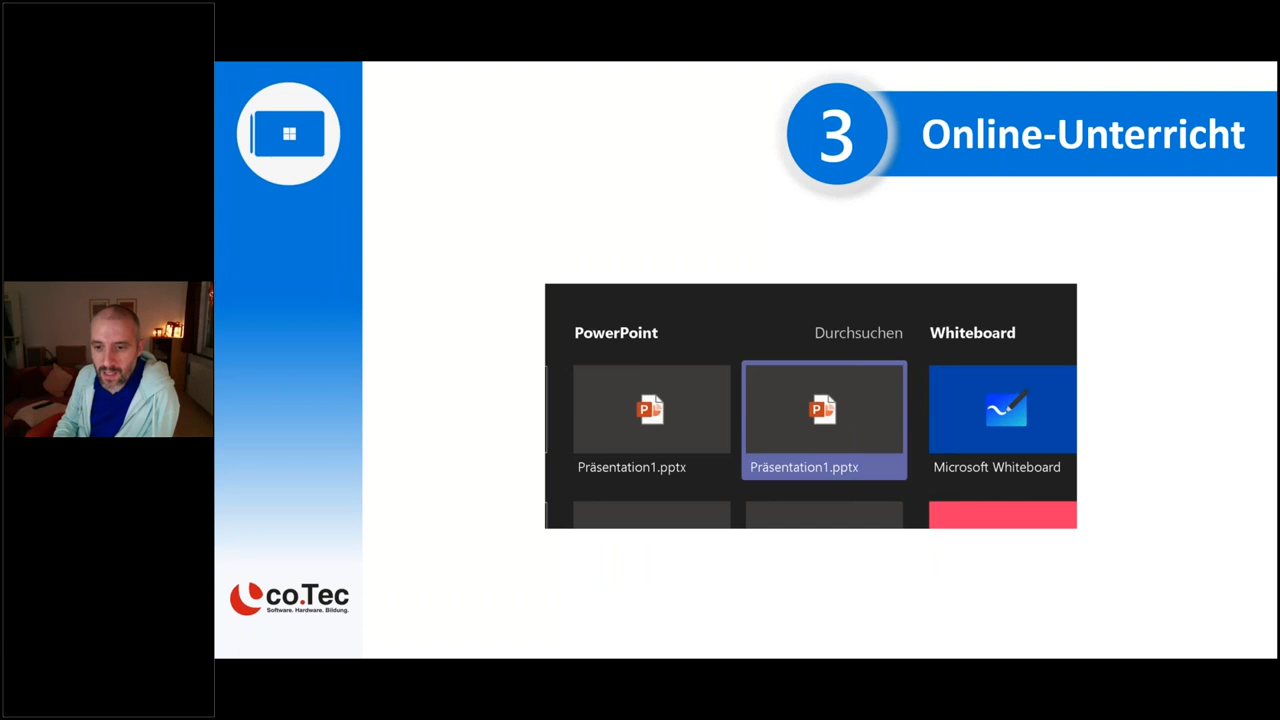 3 Online-Unterricht
PowerPoint Durchsuchen Whiteboard
Präsentation1.pptx Präsentation1.pptx Microsoft Whiteboard
co.Tec
Software. Hardware. Bildung.